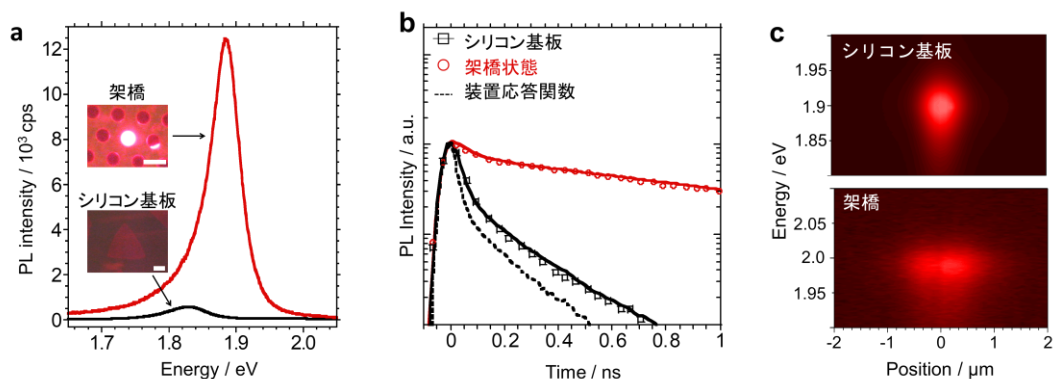 a
PL intensity / 10³ cps
12
10
8
6
4
2
0
架橋
シリコン基板
1.7
1.8
1.9
2.0
Energy / eV
b
PL Intensity / a.u.
シリコン基板
架橋状態
装置応答関数
0
0.2
0.4
0.6
0.8
1
Time / ns
c
Energy / eV
シリコン基板
1.95
1.9
1.85
架橋
2.05
2.0
1.95
-2
-1
0
1
2
Position / μm